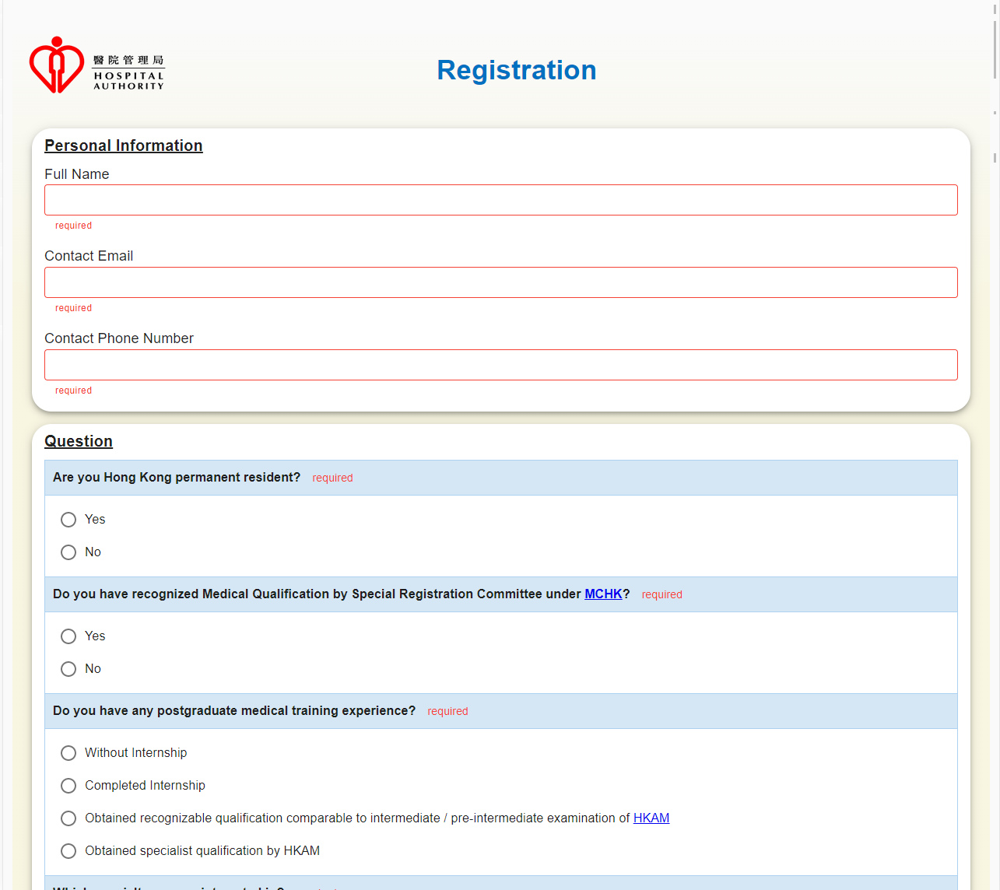 醫院管理局
HOSPITAL
AUTHORITY
Registration
Personal Information
Full Name
required
Contact Email
required
Contact Phone Number
required
Question
Are you Hong Kong permanent resident? required
Yes
No
Do you have recognized Medical Qualification by Special Registration Committee under MCHK? required
Yes
No
Do you have any postgraduate medical training experience? required
Without Internship
Completed Internship
Obtained recognizable qualification comparable to intermediate / pre-intermediate examination of HKAM
Obtained specialist qualification by HKAM